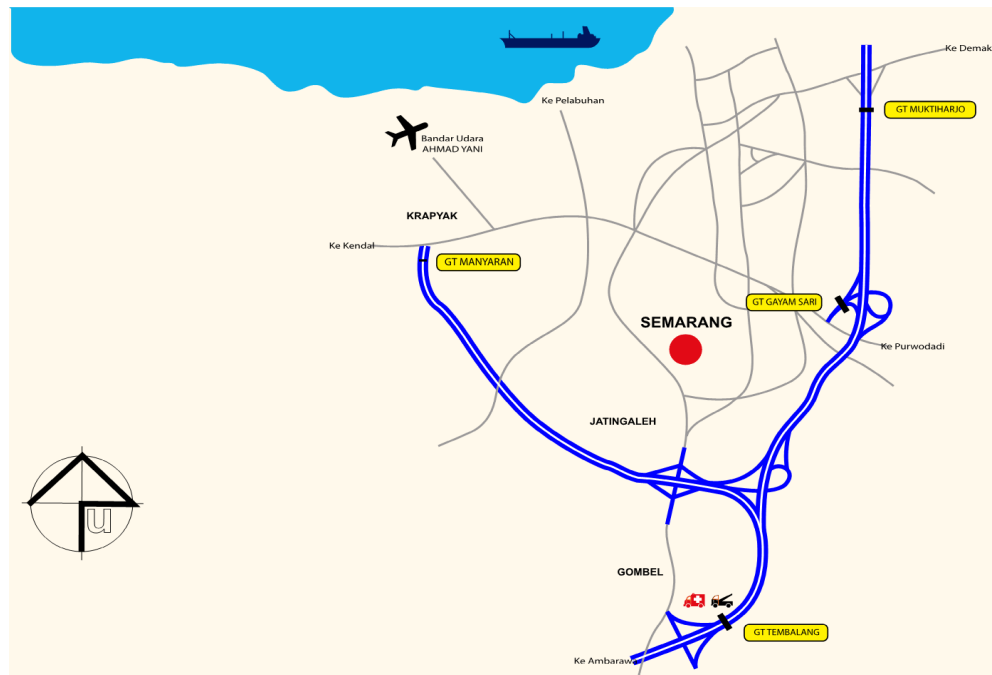 Ke Demak
Ke Pelabuhan
GT MUKTIHARJO
Bandar Udara
AHMAD YANI
KRAPYAK
Ke Kendal
GT MANYARAN
GT GAYAM SARI
SEMARANG
Ke Purwodadi
JATINGALEH
u
GOMBEL
GT TEMBALANG
Ke Ambaraw